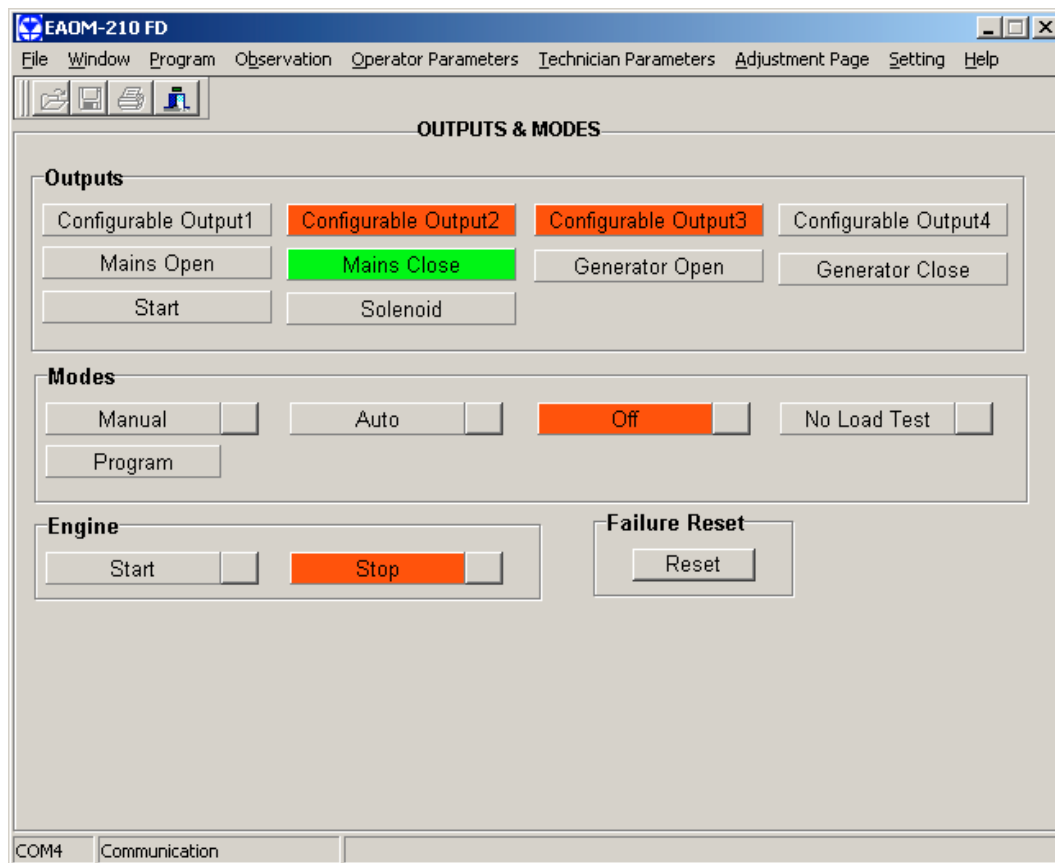 EAOM-210 FD
File Window Program Observation Operator Parameters Technician Parameters Adjustment Page Setting Help
OUTPUTS & MODES
Outputs
Configurable Output1 Configurable Output2 Configurable Output3 Configurable Output4
Mains Open Mains Close Generator Open Generator Close
Start Solenoid
Modes
Manual Auto Off No Load Test
Program
Engine Failure Reset
Start Stop Reset
COM4 Communication